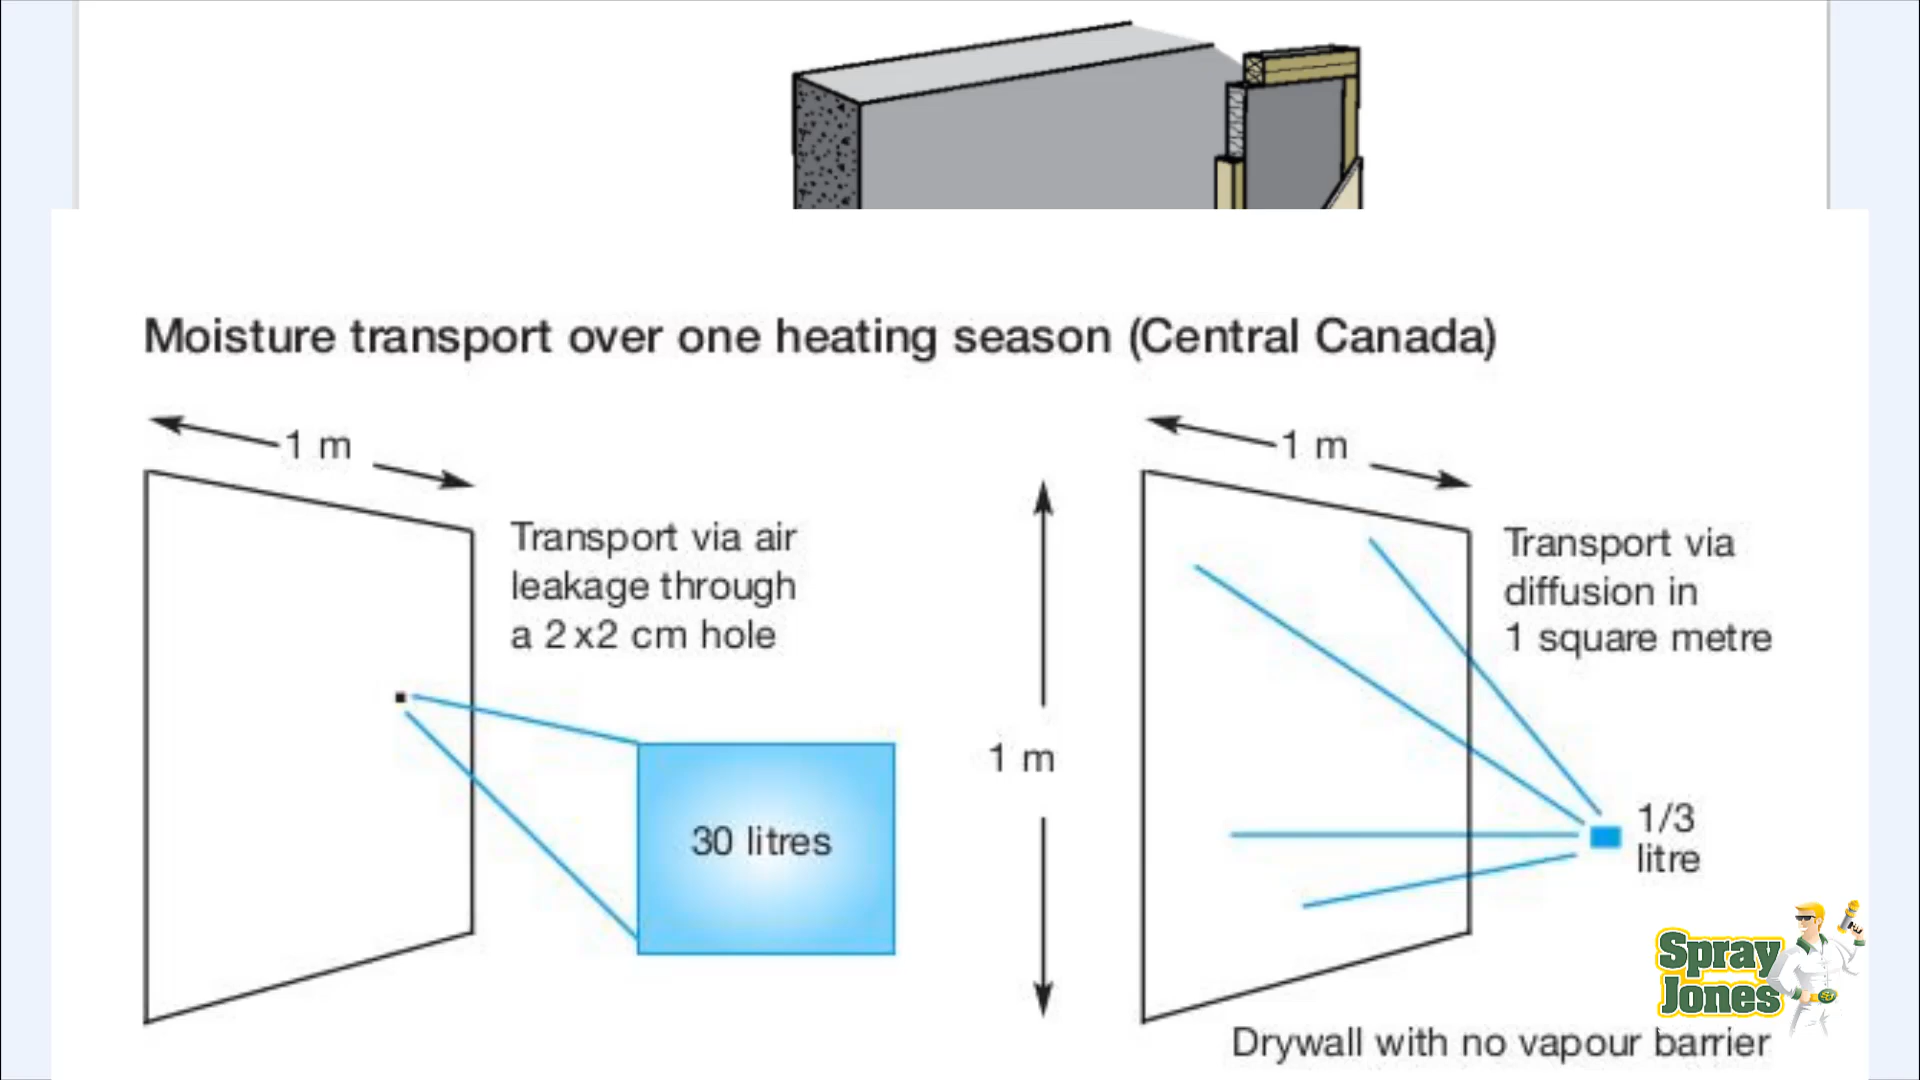 Moisture transport over one heating season (Central Canada)
1 m
Transport via air
leakage through
a 2x2 cm hole
30 litres
1 m
1 m
Transport via
diffusion in
1 square metre
1/3
litre
Drywall with no vapour barrier
Spray
Jones